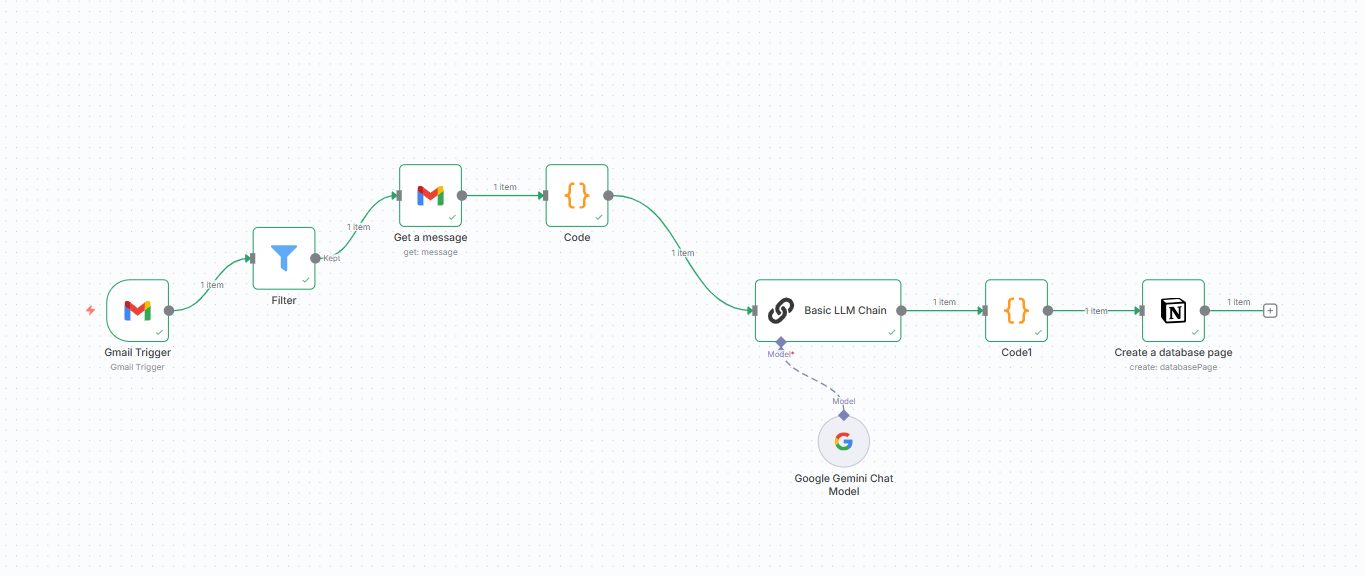 Gmail Trigger
Gmail Trigger
1 item
Filter
Kept
1 item
Get a message
get: message
1 item
Code
1 item
Basic LLM Chain
Model*
Model
Google Gemini Chat
Model
1 item
Code1
1 item
N
Create a database page
create: databasePage
1 item